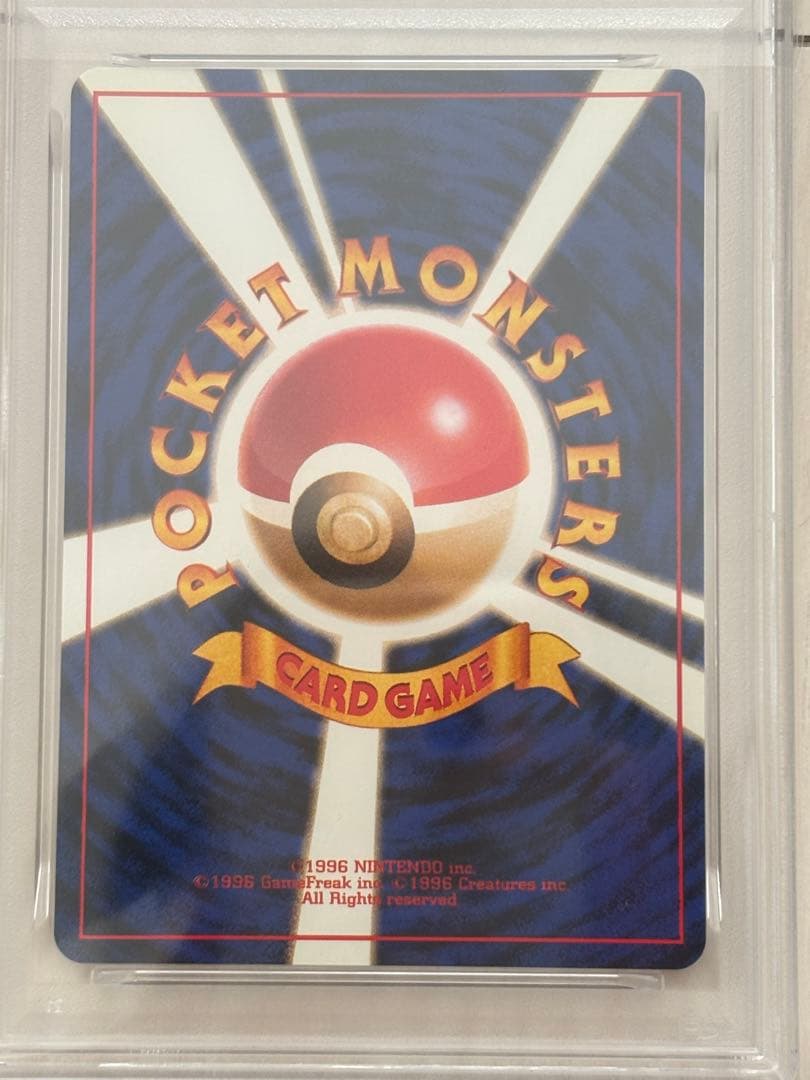 POCKET MONSTERS
CARD GAME
©1996 NINTENDO inc.
©1996 GameFreak inc. ©1996 Creatures inc.
All Rights reserved